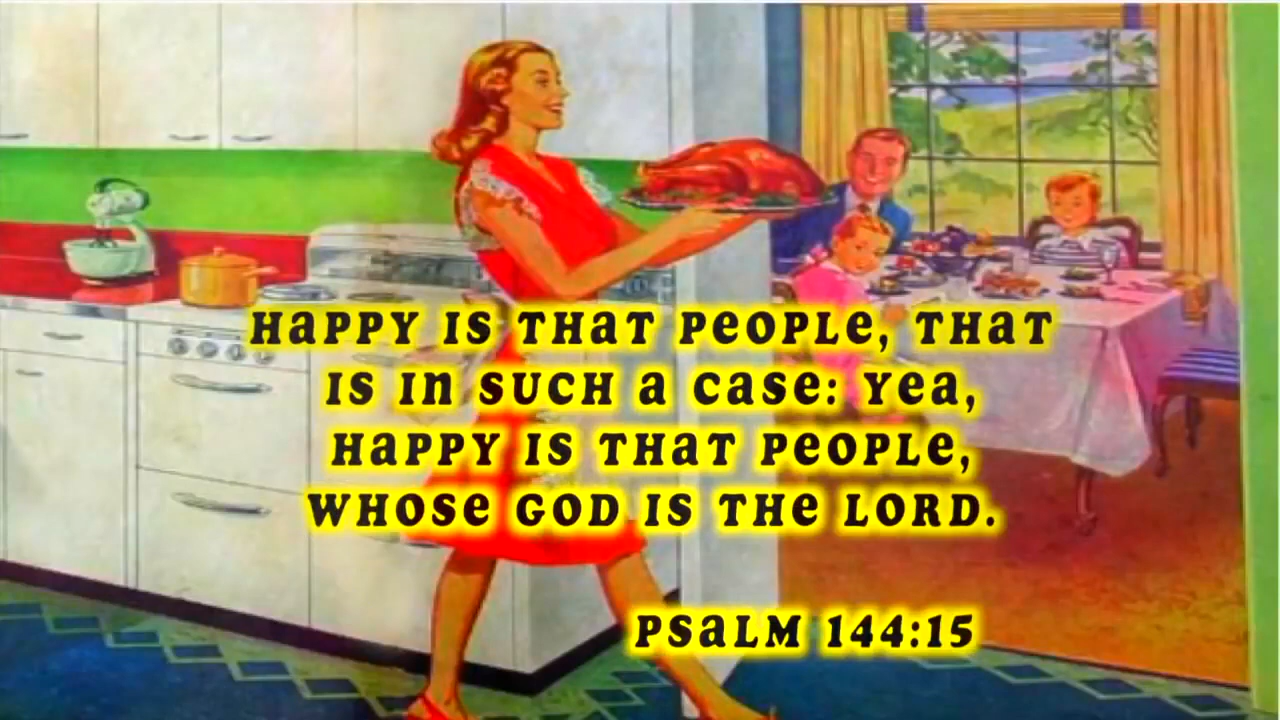 HAPPY IS THAT PEOPLE, THAT
IS IN SUCH A CASE: YEA,
HAPPY IS THAT PEOPLE,
WHOSE GOD IS THE LORD.
PSALM 144:15